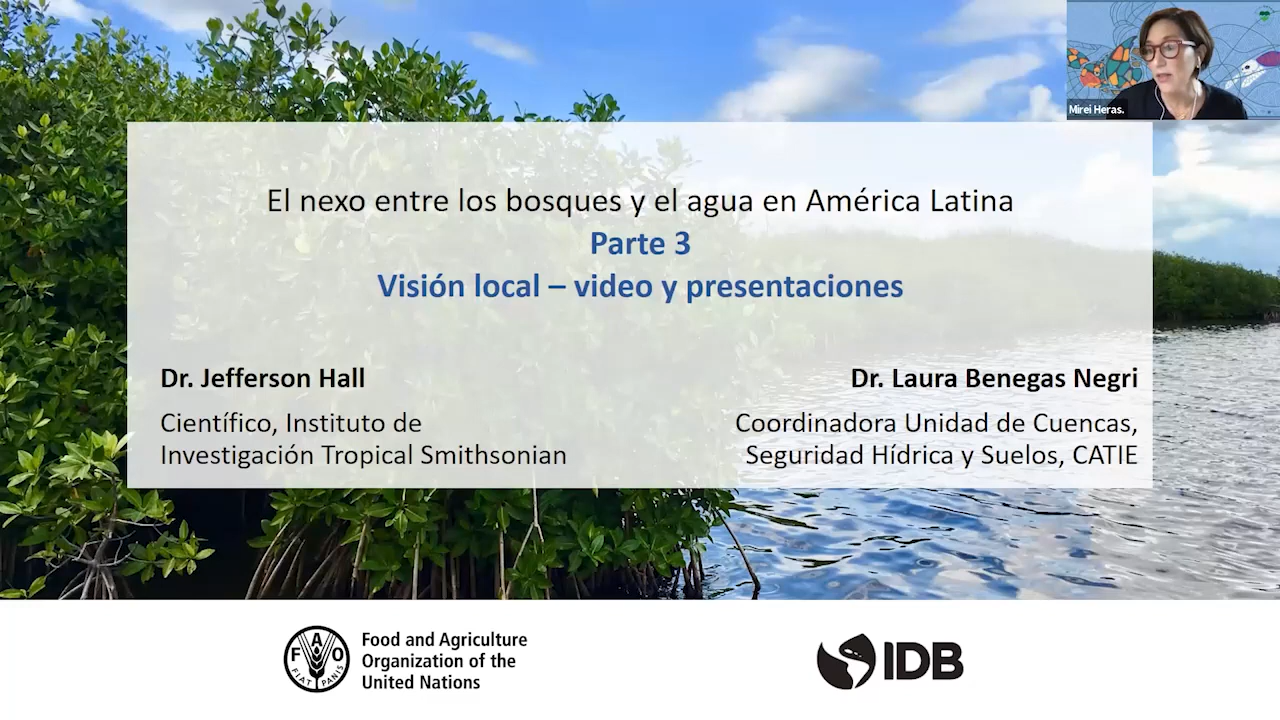 Mirei Heras.
El nexo entre los bosques y el agua en América Latina
Parte 3
Visión local – video y presentaciones
Dr. Jefferson Hall
Científico, Instituto de
Investigación Tropical Smithsonian
Dr. Laura Benegas Negri
Coordinadora Unidad de Cuencas,
Seguridad Hídrica y Suelos, CATIE
F A O
FIAT PANIS
Food and Agriculture
Organization of the
United Nations
IDB